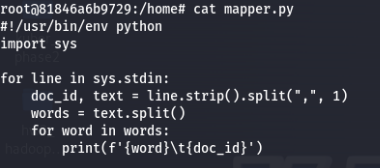 root@81846a6b9729:/home# cat mapper.py
#!/usr/bin/env python
import sys

for line in sys.stdin:
    doc_id, text = line.strip().split(",", 1)
    words = text.split()
    for word in words:
        print(f'{word}\t{doc_id}')